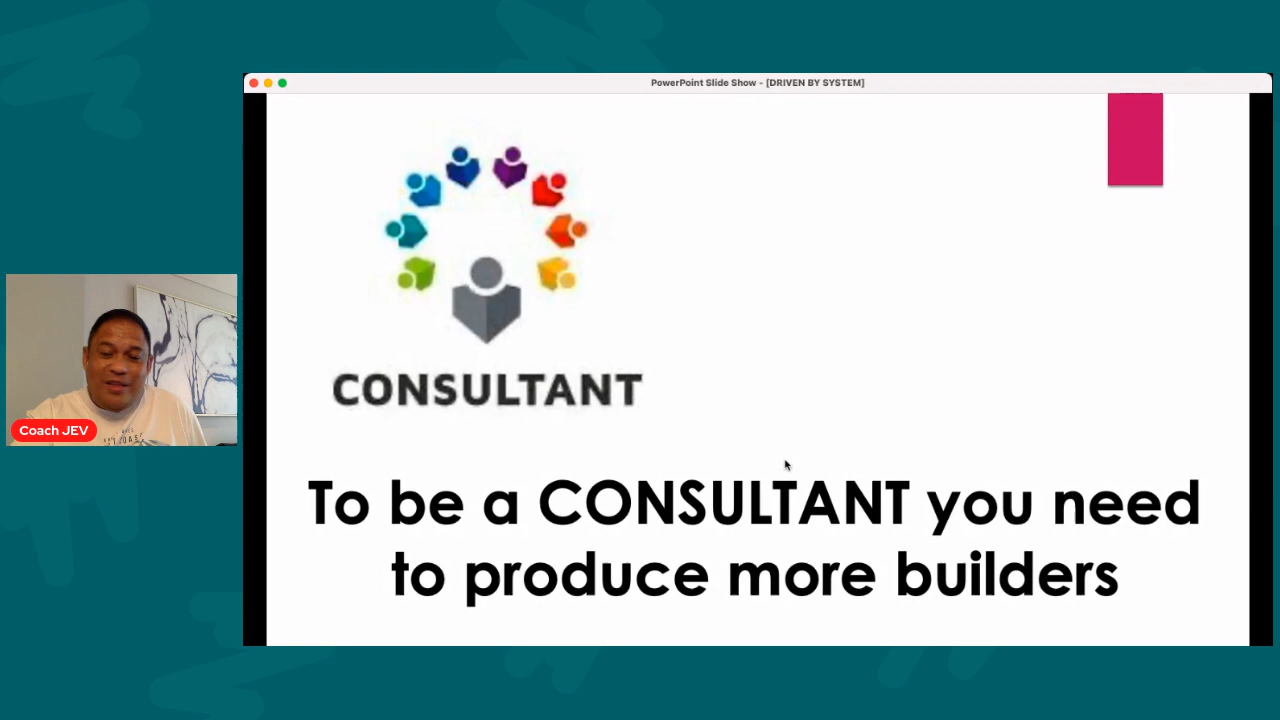 PowerPoint Slide Show - [DRIVEN BY SYSTEM]
CONSULTANT
Coach JEV
To be a CONSULTANT you need
to produce more builders